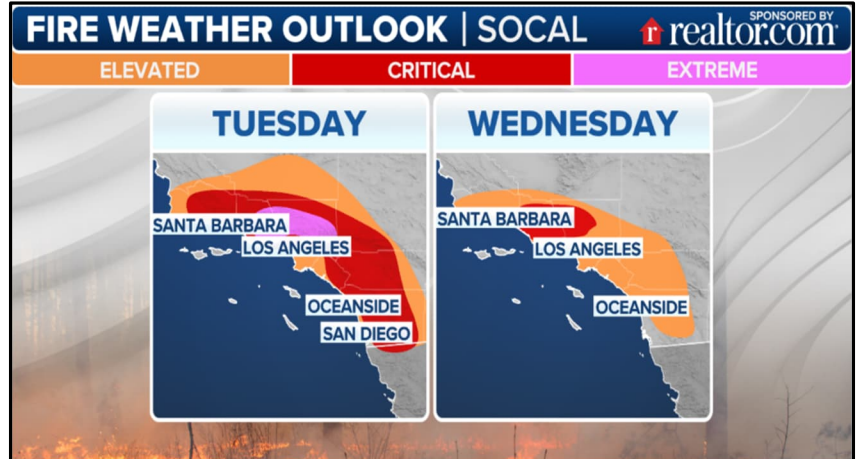 FIRE WEATHER OUTLOOK | SOCAL
SPONSORED BY
r realtor.com
ELEVATED
CRITICAL
EXTREME
TUESDAY
SANTA BARBARA
LOS ANGELES
OCEANSIDE
SAN DIEGO
WEDNESDAY
SANTA BARBARA
LOS ANGELES
OCEANSIDE